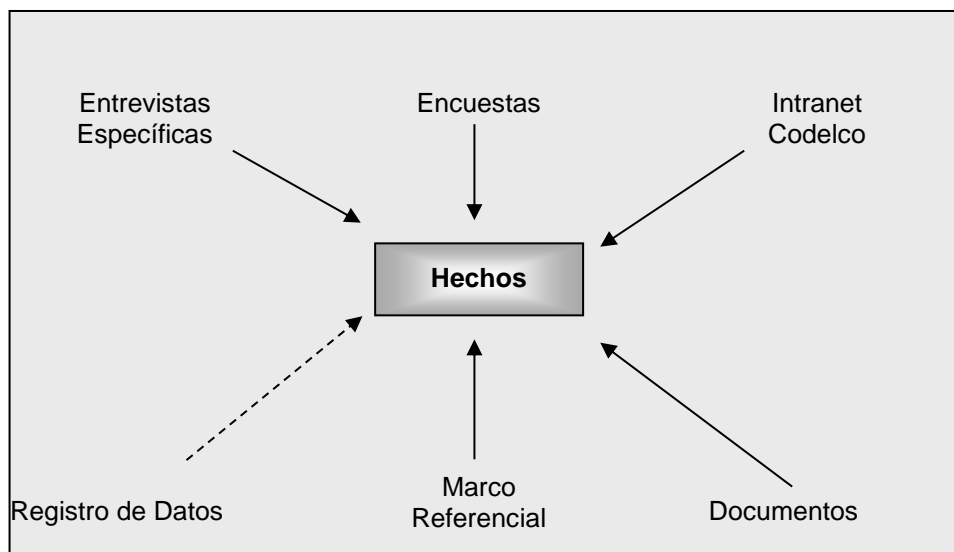 Entrevistas
Específicas
Encuestas
Intranet
Codelco
Hechos
Registro de Datos
Marco
Referencial
Documentos